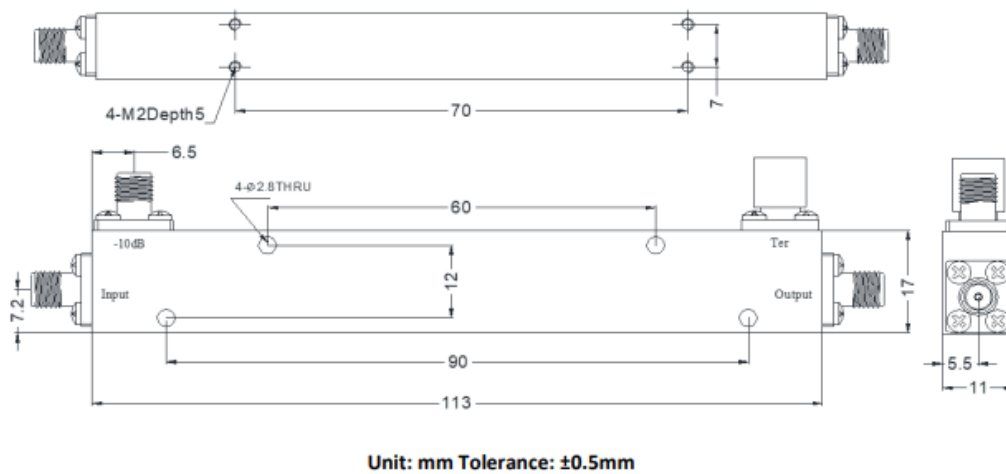 4-M2Depth5
70
7
6.5
4-Ø2.8THRU
60
-10dB
Ter
12
17
7.2
Input
Output
90
5.5
113
11
Unit: mm Tolerance: ±0.5mm